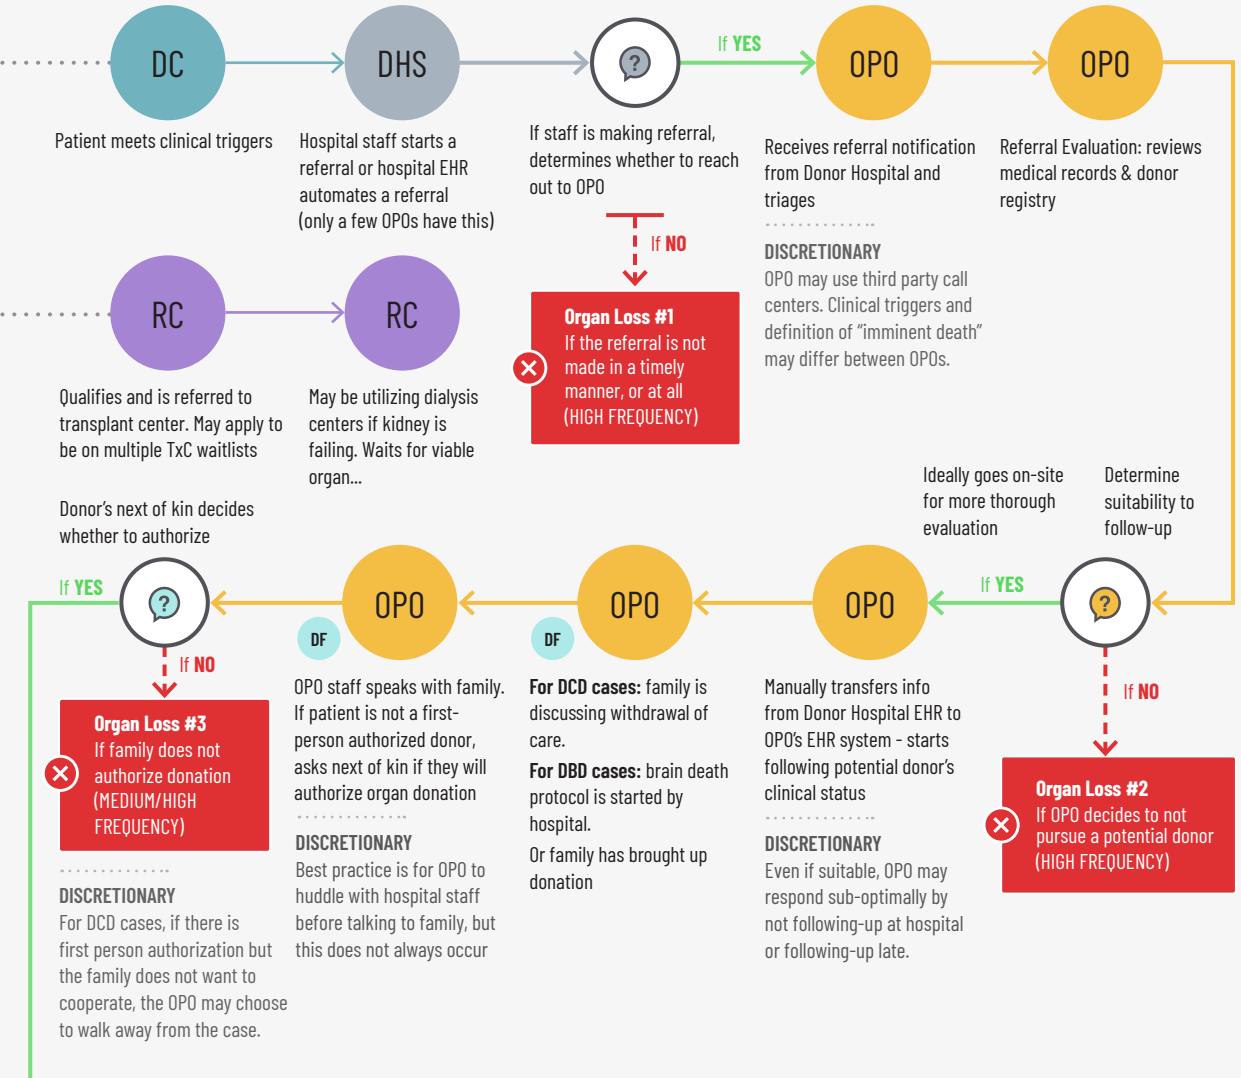 DC
DHS
?
If YES
OPO
OPO
Patient meets clinical triggers
Hospital staff starts a
referral or hospital EHR
automates a referral
(only a few OPOs have this)
If staff is making referral,
determines whether to reach
out to OPO
Receives referral notification
from Donor Hospital and
triages
Referral Evaluation: reviews
medical records & donor
registry
If NO
DISCRETIONARY
OPO may use third party call
centers. Clinical triggers and
definition of “imminent death”
may differ between OPOs.
RC
RC
Organ Loss #1
If the referral is not
made in a timely
manner, or at all
(HIGH FREQUENCY)
Qualifies and is referred to
transplant center. May apply to
be on multiple TxC waitlists
May be utilizing dialysis
centers if kidney is
failing. Waits for viable
organ...
Ideally goes on-site
for more thorough
evaluation
Determine
suitability to
follow-up
Donor’s next of kin decides
whether to authorize
If YES
?
OPO
DF
OPO
DF
OPO
If YES
?
If NO
If NO
Organ Loss #3
If family does not
authorize donation
(MEDIUM/HIGH
FREQUENCY)
OPO staff speaks with family.
If patient is not a first-
person authorized donor,
asks next of kin if they will
authorize organ donation
For DCD cases: family is
discussing withdrawal of
care.
For DBD cases: brain death
protocol is started by
hospital.
Or family has brought up
donation
Manually transfers info
from Donor Hospital EHR to
OPO’s EHR system - starts
following potential donor’s
clinical status
Organ Loss #2
If OPO decides to not
pursue a potential donor
(HIGH FREQUENCY)
DISCRETIONARY
For DCD cases, if there is
first person authorization but
the family does not want to
cooperate, the OPO may choose
to walk away from the case.
DISCRETIONARY
Best practice is for OPO to
huddle with hospital staff
before talking to family, but
this does not always occur
DISCRETIONARY
Even if suitable, OPO may
respond sub-optimally by
not following-up at hospital
or following-up late.